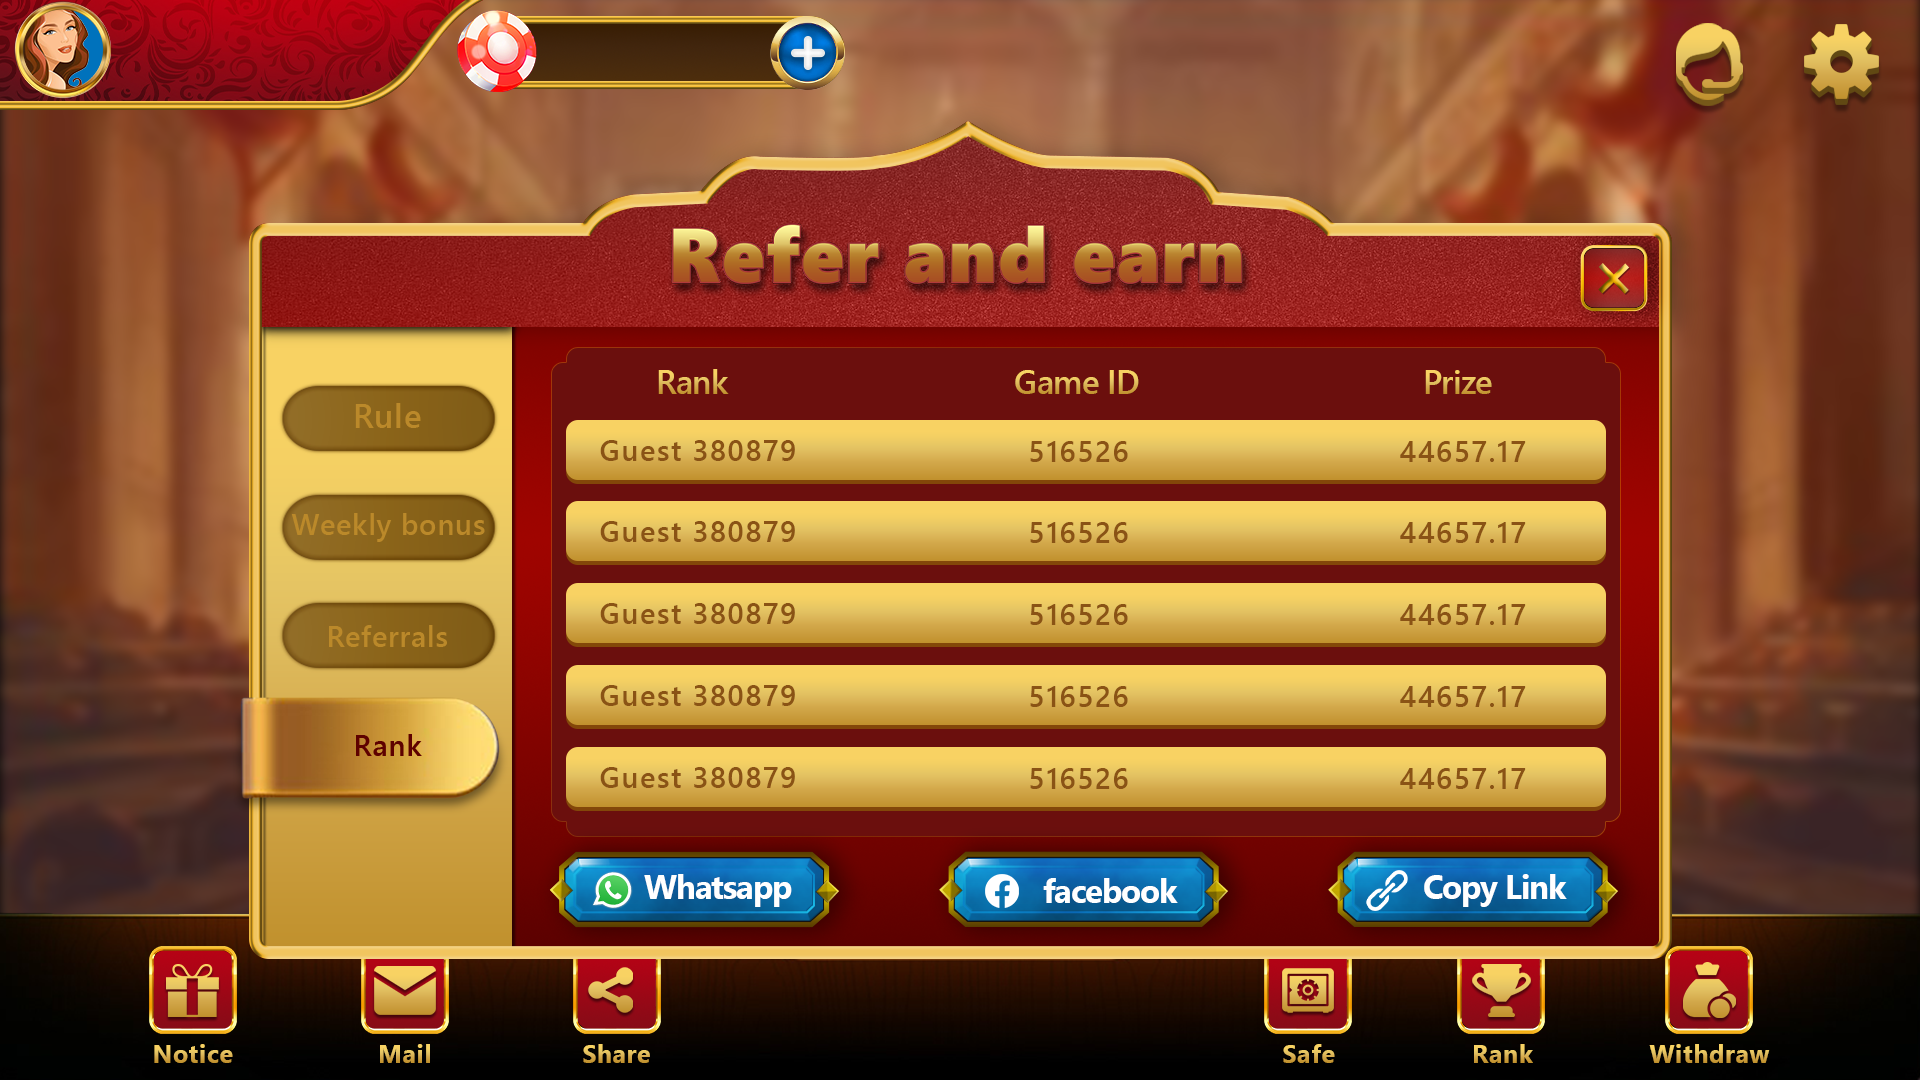 Refer and earn
Rule
Weekly bonus
Referrals
Rank
Rank Game ID Prize
Guest 380879 516526 44657.17
Guest 380879 516526 44657.17
Guest 380879 516526 44657.17
Guest 380879 516526 44657.17
Guest 380879 516526 44657.17
Whatsapp facebook Copy Link
Notice Mail Share Safe Rank Withdraw